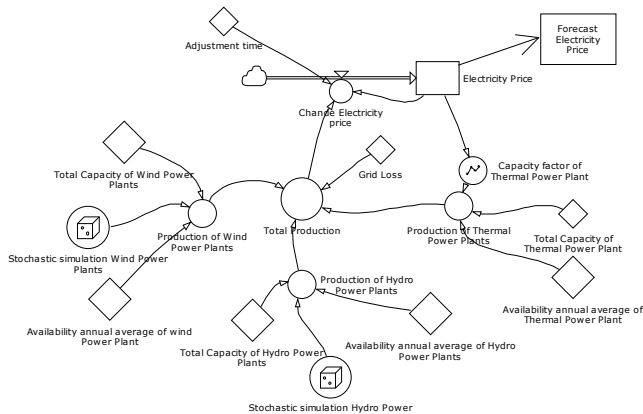 Forecast
Electricity
Price
Adjustment time
Electricity Price
Change Electricity
price
Total Capacity of Wind Power
Plants
Grid Loss
Capacity factor of
Thermal Power Plant
Production of Wind
Power Plants
Total Production
Production of Thermal
Power Plants
Stochastic simulation Wind Power
Plants
Total Capacity of
Thermal Power Plant
Production of Hydro
Power Plants
Availability annual average of wind
Power Plant
Availability annual average of
Thermal Power Plant
Total Capacity of Hydro Power
Plants
Availability annual average of Hydro
Power Plants
Stochastic simulation Hydro Power